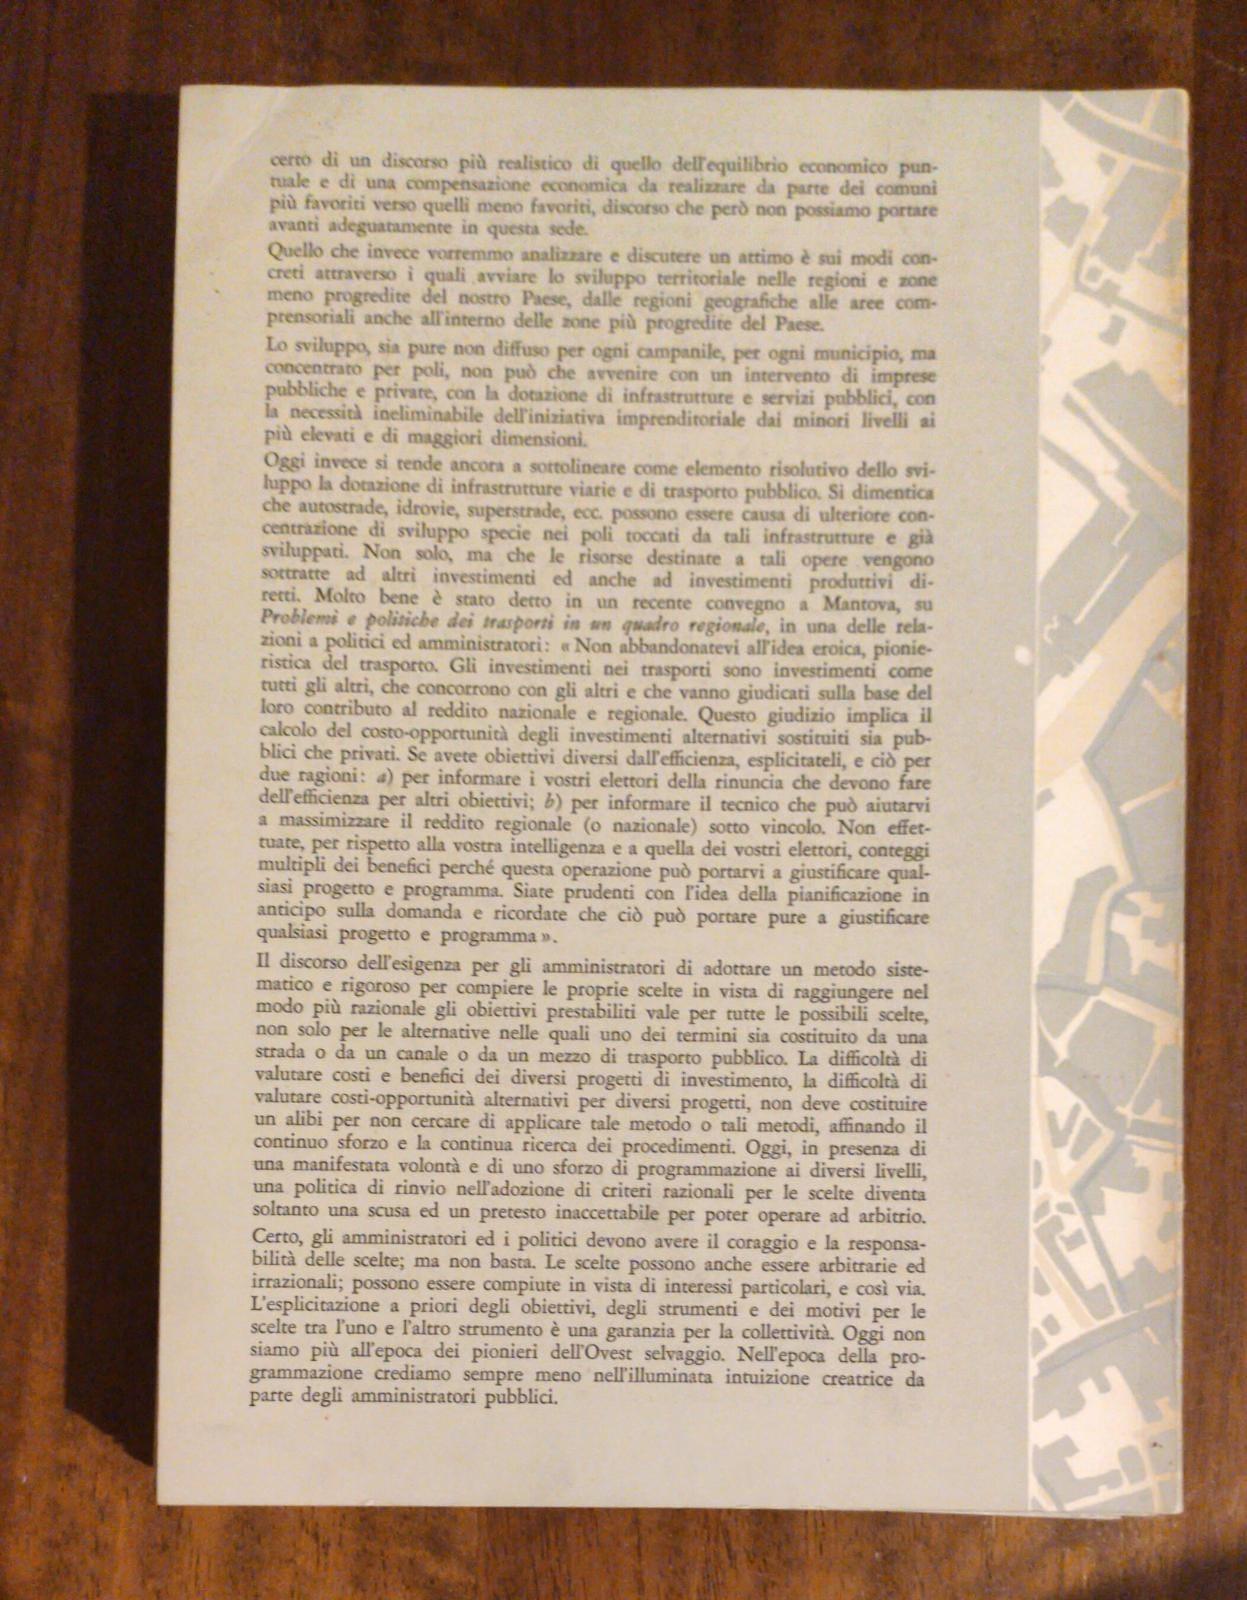 certo di un discorso più realistico di quello dell'equilibrio economico pun-
tuale e di una compensazione economica da realizzare da parte dei comuni
più favoriti verso quelli meno favoriti, discorso che però non possiamo portare
avanti adeguatamente in questa sede.
Quello che invece vorremmo analizzare e discutere un attimo è sui modi con-
creti attraverso i quali avviare lo sviluppo territoriale nelle regioni e zone
meno progredite del nostro Paese, dalle regioni geografiche alle aree com-
prensoriali anche all'interno delle zone più progredite del Paese.
Lo sviluppo, sia pure non diffuso per ogni campanile, per ogni municipio, ma
concentrato per poli, non può che avvenire con un intervento di imprese
pubbliche e private, con la dotazione di infrastrutture e servizi pubblici, con
la necessità ineliminabile dell'iniziativa imprenditoriale dai minori livelli ai
più elevati e di maggiori dimensioni.
Oggi invece si tende ancora a sottolineare come elemento risolutivo dello svi-
luppo la dotazione di infrastrutture viarie e di trasporto pubblico. Si dimentica
che autostrade, idrovie, superstrade, ecc. possono essere causa di ulteriore con-
centrazione di sviluppo specie nei poli toccati da tali infrastrutture e già
sviluppati. Non solo, ma che le risorse destinate a tali opere vengono
sottratte ad altri investimenti ed anche ad investimenti produttivi di-
retti. Molto bene è stato detto in un recente convegno a Mantova, su
Problemi e politiche dei trasporti in un quadro regionale, in una delle rela-
zioni a politici ed amministratori: « Non abbandonatevi all'idea eroica, pionie-
ristica del trasporto. Gli investimenti nei trasporti sono investimenti come
tutti gli altri, che concorrono con gli altri e che vanno giudicati sulla base del
loro contributo al reddito nazionale e regionale. Questo giudizio implica il
calcolo del costo-opportunità degli investimenti alternativi sostituiti sia pub-
blici che privati. Se avete obiettivi diversi dall'efficienza, esplicitateli, e ciò per
due ragioni: a) per informare i vostri elettori della rinuncia che devono fare
dell'efficienza per altri obiettivi; b) per informare il tecnico che può aiutarvi
a massimizzare il reddito regionale (o nazionale) sotto vincolo. Non effet-
tuate, per rispetto alla vostra intelligenza e a quella dei vostri elettori, conteggi
multipli dei benefici perché questa operazione può portarvi a giustificare qual-
siasi progetto e programma. Siate prudenti con l'idea della pianificazione in
anticipo sulla domanda e ricordate che ciò può portare pure a giustificare
qualsiasi progetto e programma ».
Il discorso dell'esigenza per gli amministratori di adottare un metodo siste-
matico e rigoroso per compiere le proprie scelte in vista di raggiungere nel
modo più razionale gli obiettivi prestabiliti vale per tutte le possibili scelte,
non solo per le alternative nelle quali uno dei termini sia costituito da una
strada o da un canale o da un mezzo di trasporto pubblico. La difficoltà di
valutare costi e benefici dei diversi progetti di investimento, la difficoltà di
valutare costi-opportunità alternativi per diversi progetti, non deve costituire
un alibi per non cercare di applicare tale metodo o tali metodi, affinando il
continuo sforzo e la continua ricerca dei procedimenti. Oggi, in presenza di
una manifestata volontà e di uno sforzo di programmazione ai diversi livelli,
una politica di rinvio nell'adozione di criteri razionali per le scelte diventa
soltanto una scusa ed un pretesto inaccettabile per poter operare ad arbitrio.
Certo, gli amministratori ed i politici devono avere il coraggio e la responsa-
bilità delle scelte; ma non basta. Le scelte possono anche essere arbitrarie ed
irrazionali; possono essere compiute in vista di interessi particolari, e così via.
L'esplicitazione a priori degli obiettivi, degli strumenti e dei motivi per le
scelte tra l'uno e l'altro strumento è una garanzia per la collettività. Oggi non
siamo più all'epoca dei pionieri dell'Ovest selvaggio. Nell'epoca della pro-
grammazione crediamo sempre meno nell'illuminata intuizione creatrice da
parte degli amministratori pubblici.